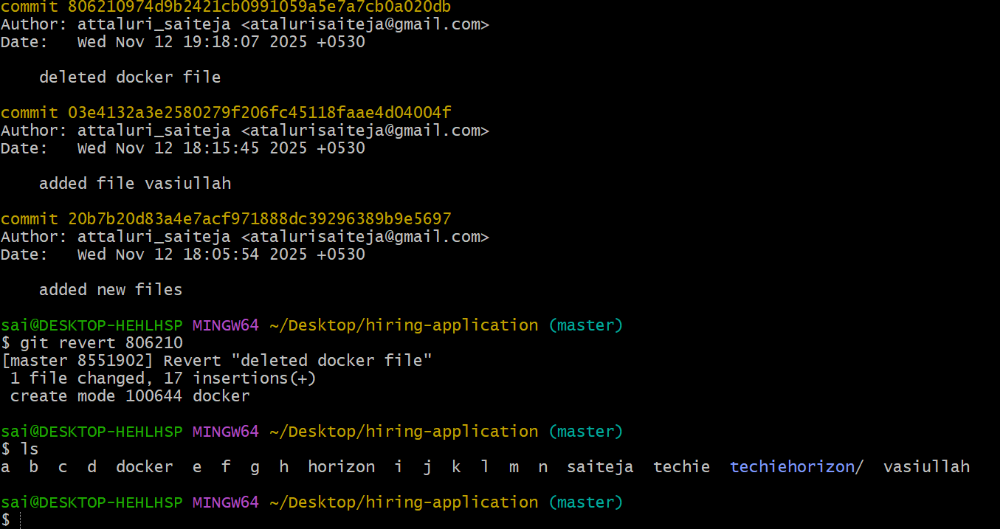 commit 806210974d9b2421cb0991059a5e7a7cb0a020db
Author: attaluri_saiteja <atalurisaiteja@gmail.com>
Date:   Wed Nov 12 19:18:07 2025 +0530
    deleted docker file
commit 03e4132a3e2580279f206fc45118faae4d04004f
Author: attaluri_saiteja <atalurisaiteja@gmail.com>
Date:   Wed Nov 12 18:15:45 2025 +0530
    added file vasiullah
commit 20b7b20d83a4e7acf971888dc39296389b9e5697
Author: attaluri_saiteja <atalurisaiteja@gmail.com>
Date:   Wed Nov 12 18:05:54 2025 +0530
    added new files
sai@DESKTOP-HEHLHSP MINGW64 ~/Desktop/hiring-application (master)
$ git revert 806210
[master 8551902] Revert "deleted docker file"
 1 file changed, 17 insertions(+)
 create mode 100644 docker
sai@DESKTOP-HEHLHSP MINGW64 ~/Desktop/hiring-application (master)
$ ls
a  b  c  d  docker  e  f  g  h  horizon  i  j  k  l  m  n  saiteja  techie  techiehorizon/  vasiullah
sai@DESKTOP-HEHLHSP MINGW64 ~/Desktop/hiring-application (master)
$